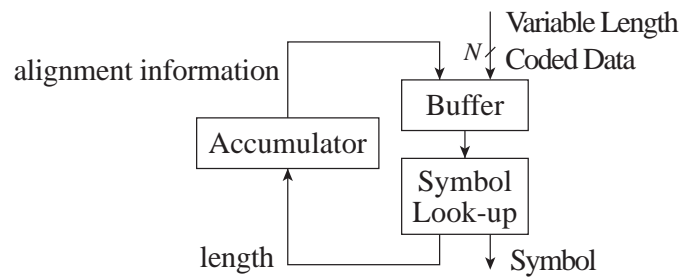 Variable Length
N
Coded Data
alignment information
Buffer
Accumulator
Symbol
Look-up
length
Symbol